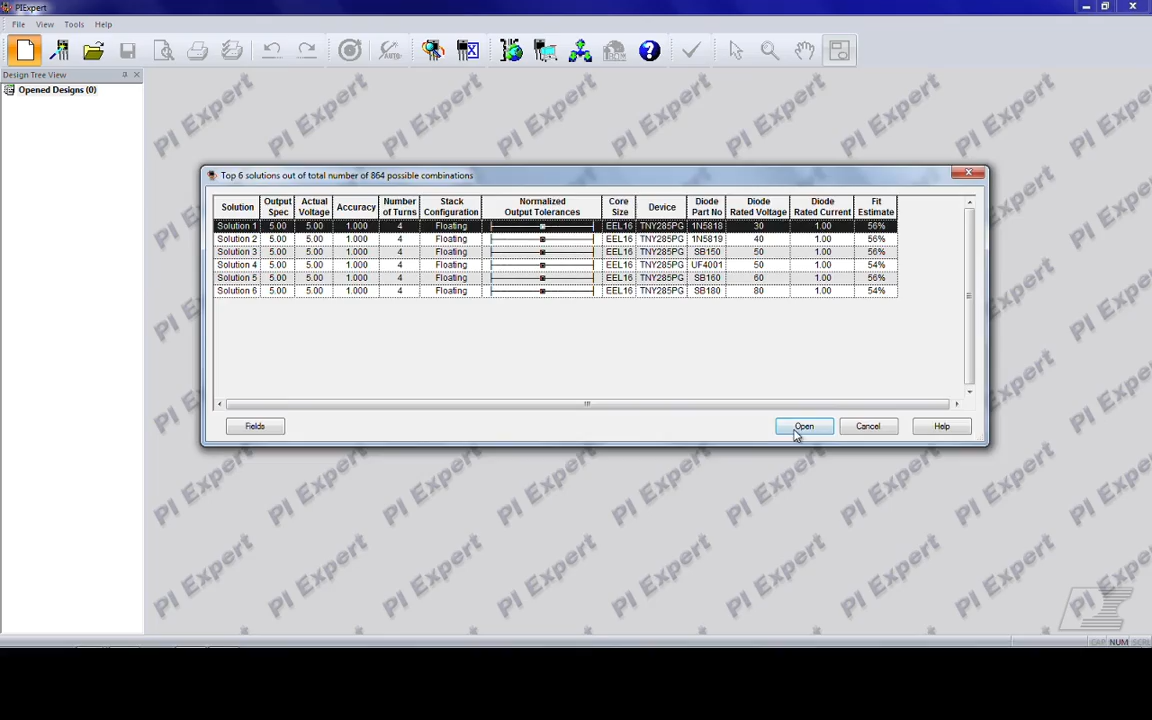 PIExpert
File View Tools Help
AUTO
Design Tree View
Opened Designs (0)
Top 6 solutions out of total number of 864 possible combinations
Solution Output Spec Actual Voltage Accuracy Number of Turns Stack Configuration Normalized Output Tolerances Core Size Device Diode Part No Diode Rated Voltage Diode Rated Current Fit Estimate
Solution 1 5.00 5.00 1.000 4 Floating EEL16 TNY285PG 1N5818 30 1.00 56%
Solution 2 5.00 5.00 1.000 4 Floating EEL16 TNY285PG 1N5819 40 1.00 56%
Solution 3 5.00 5.00 1.000 4 Floating EEL16 TNY285PG SB150 50 1.00 56%
Solution 4 5.00 5.00 1.000 4 Floating EEL16 TNY285PG UF4001 50 1.00 54%
Solution 5 5.00 5.00 1.000 4 Floating EEL16 TNY285PG SB160 60 1.00 56%
Solution 6 5.00 5.00 1.000 4 Floating EEL16 TNY285PG SB180 80 1.00 54%
Fields Open Cancel Help
PI Expert
CAP NUM SCRL